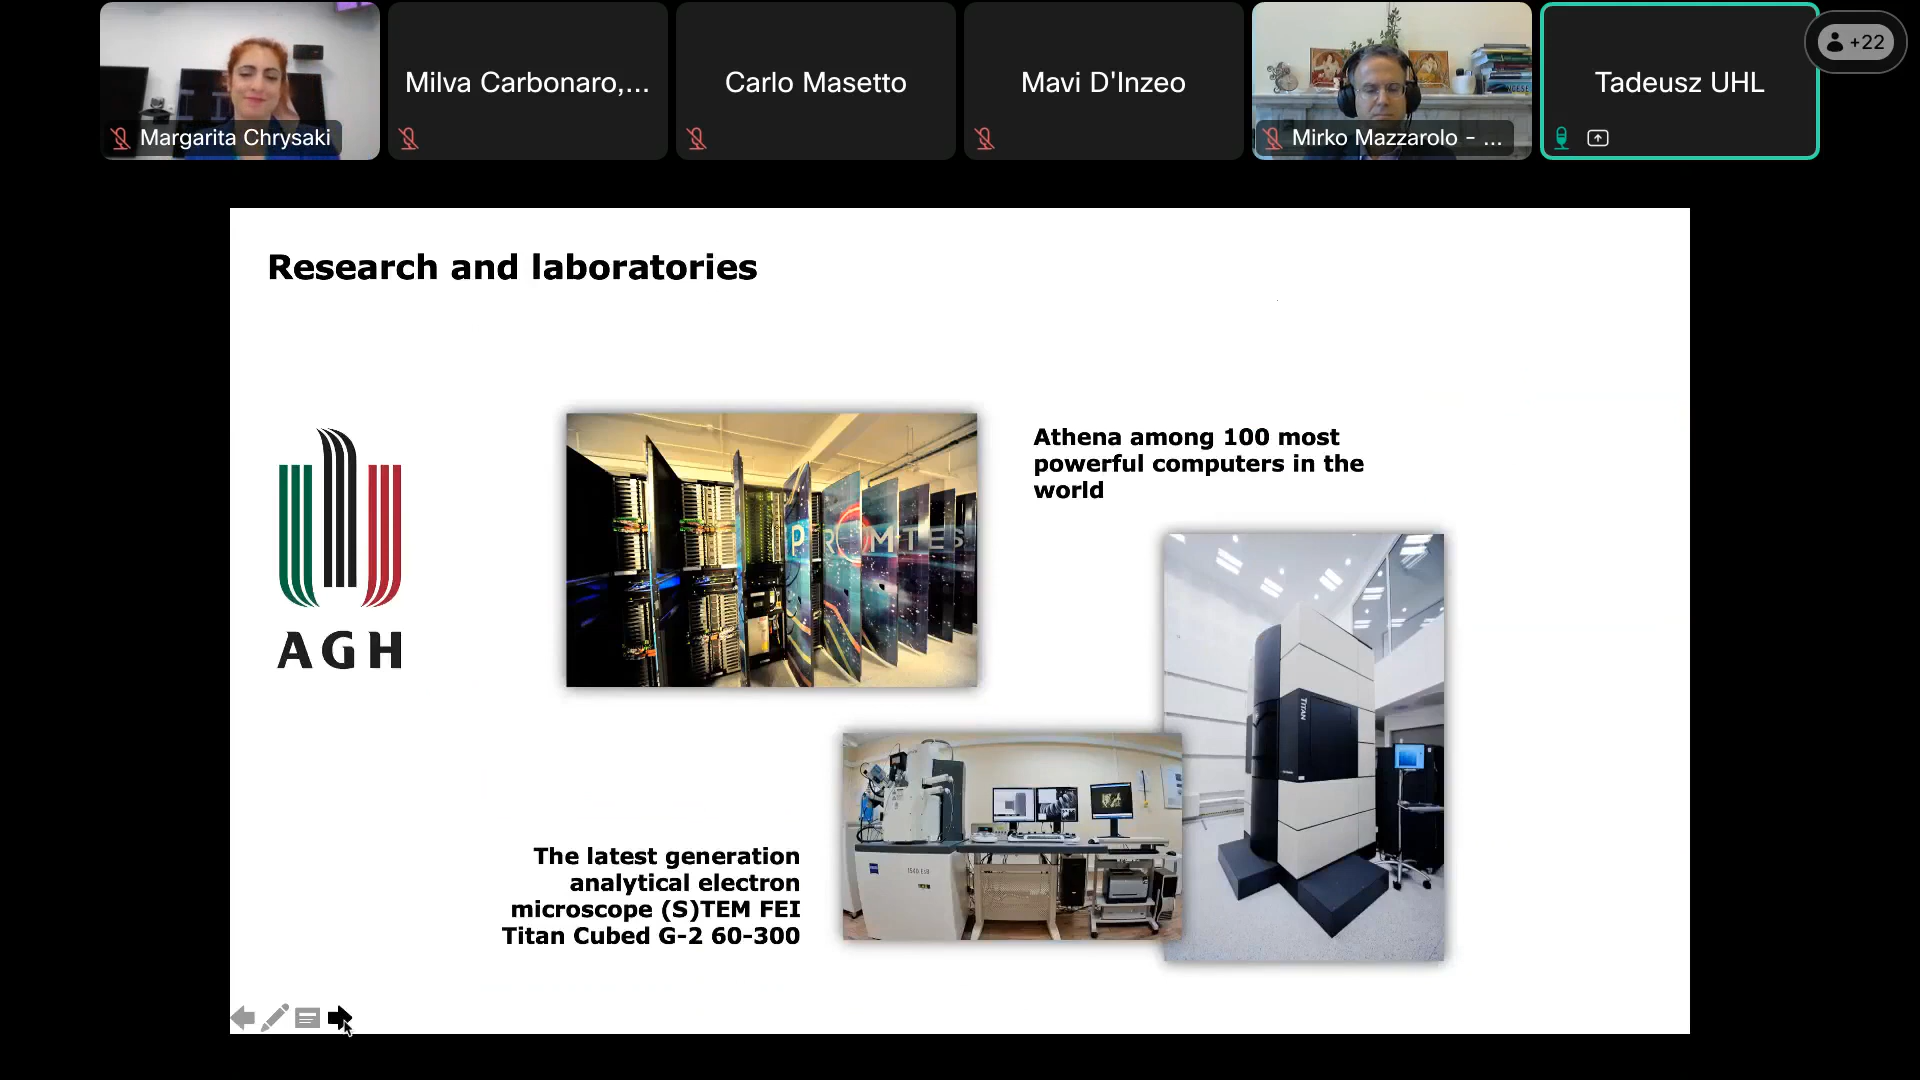 Margarita Chrysaki
Milva Carbonaro,...
Carlo Masetto
Mavi D'Inzeo
Mirko Mazzarolo - ...
Tadeusz UHL
+22
Research and laboratories
AGH
PROMETES
Athena among 100 most
powerful computers in the
world
TITAN
The latest generation
analytical electron
microscope (S)TEM FEI
Titan Cubed G-2 60-300